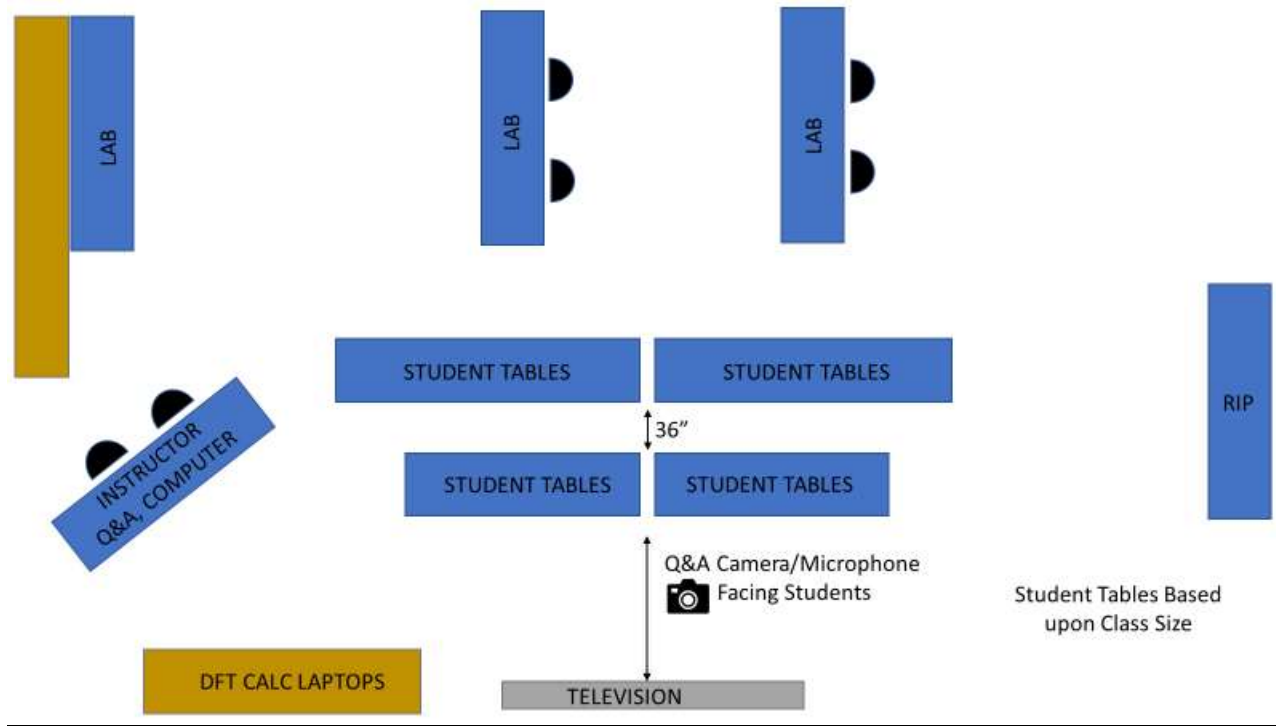 LAB
LAB
LAB
STUDENT TABLES
STUDENT TABLES
RIP
36”
INSTRUCTOR
Q&A, COMPUTER
STUDENT TABLES
STUDENT TABLES
Q&A Camera/Microphone
Facing Students
Student Tables Based
upon Class Size
DFT CALC LAPTOPS
TELEVISION